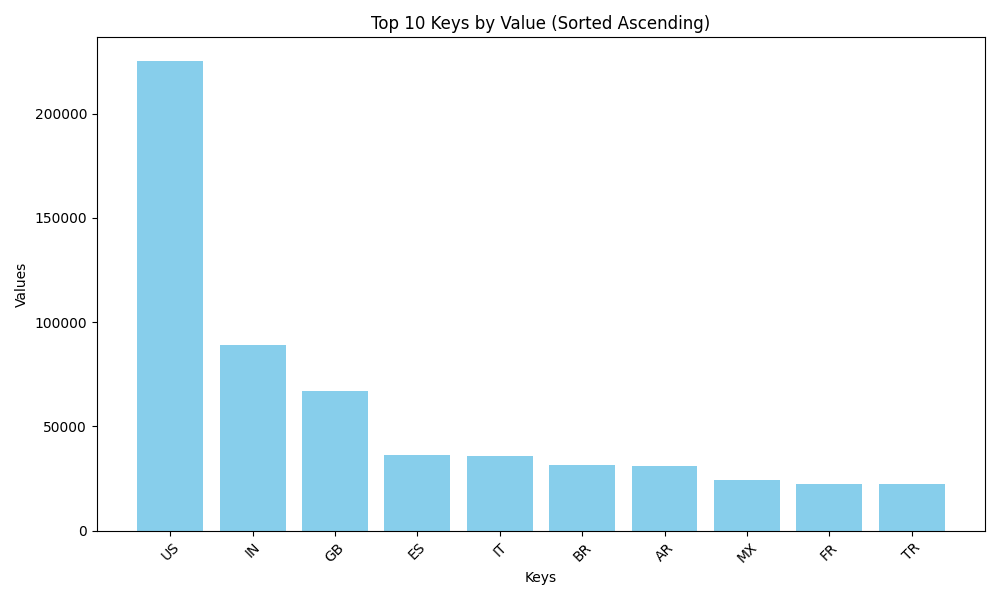 Top 10 Keys by Value (Sorted Ascending)
Values
200000
150000
100000
50000
0
US IN GB ES IT BR AR MX FR TR
Keys